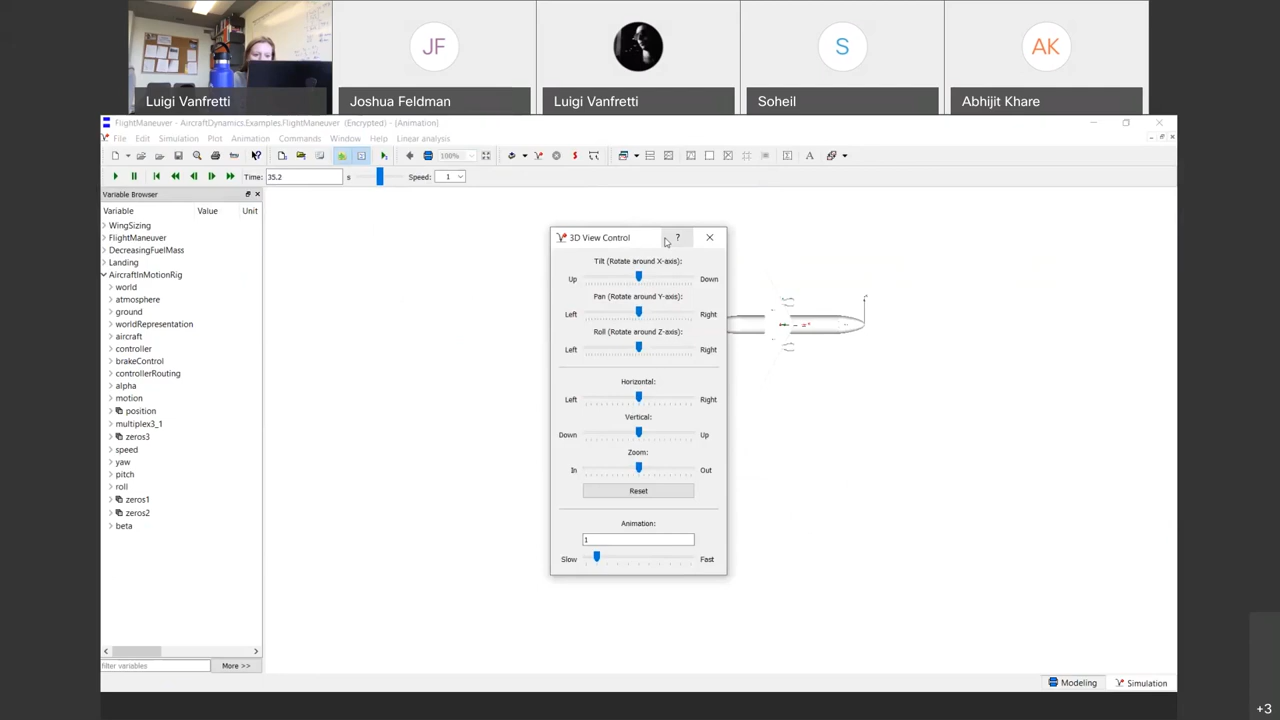 JF
S
AK
Luigi Vanfretti
Joshua Feldman
Luigi Vanfretti
Soheil
Abhijit Khare
FlightManeuver - AircraftDynamics.Examples.FlightManeuver (Encrypted) - [Animation]
File Edit Simulation Plot Animation Commands Window Help Linear analysis
100%
Time: 35.2 s Speed: 1
Variable Browser
Variable Value Unit
WingSizing
FlightManeuver
DecreasingFuelMass
Landing
AircraftInMotionRig
world
atmosphere
ground
worldRepresentation
aircraft
controller
brakeControl
controllerRouting
alpha
motion
position
multiplex3_1
zeros3
speed
yaw
pitch
roll
zeros1
zeros2
beta
filter variables More >>
3D View Control ?
Tilt (Rotate around X-axis):
Up Down
Pan (Rotate around Y-axis):
Left Right
Roll (Rotate around Z-axis):
Left Right
Horizontal:
Left Right
Vertical:
Down Up
Zoom:
In Out
Reset
Animation:
1
Slow Fast
Modeling Simulation
+3